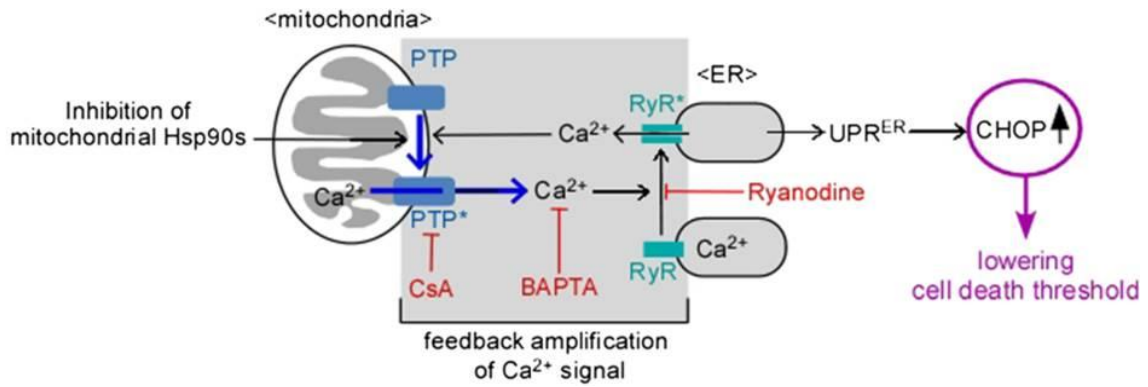 <mitochondria>
PTP
<ER>
Inhibition of
mitochondrial Hsp90s
RyR*
Ca²⁺
UPRᴱᴿ
CHOP
Ca²⁺
Ca²⁺
Ryanodine
PTP*
RyR
Ca²⁺
CsA
BAPTA
lowering
cell death threshold
feedback amplification
of Ca²⁺ signal